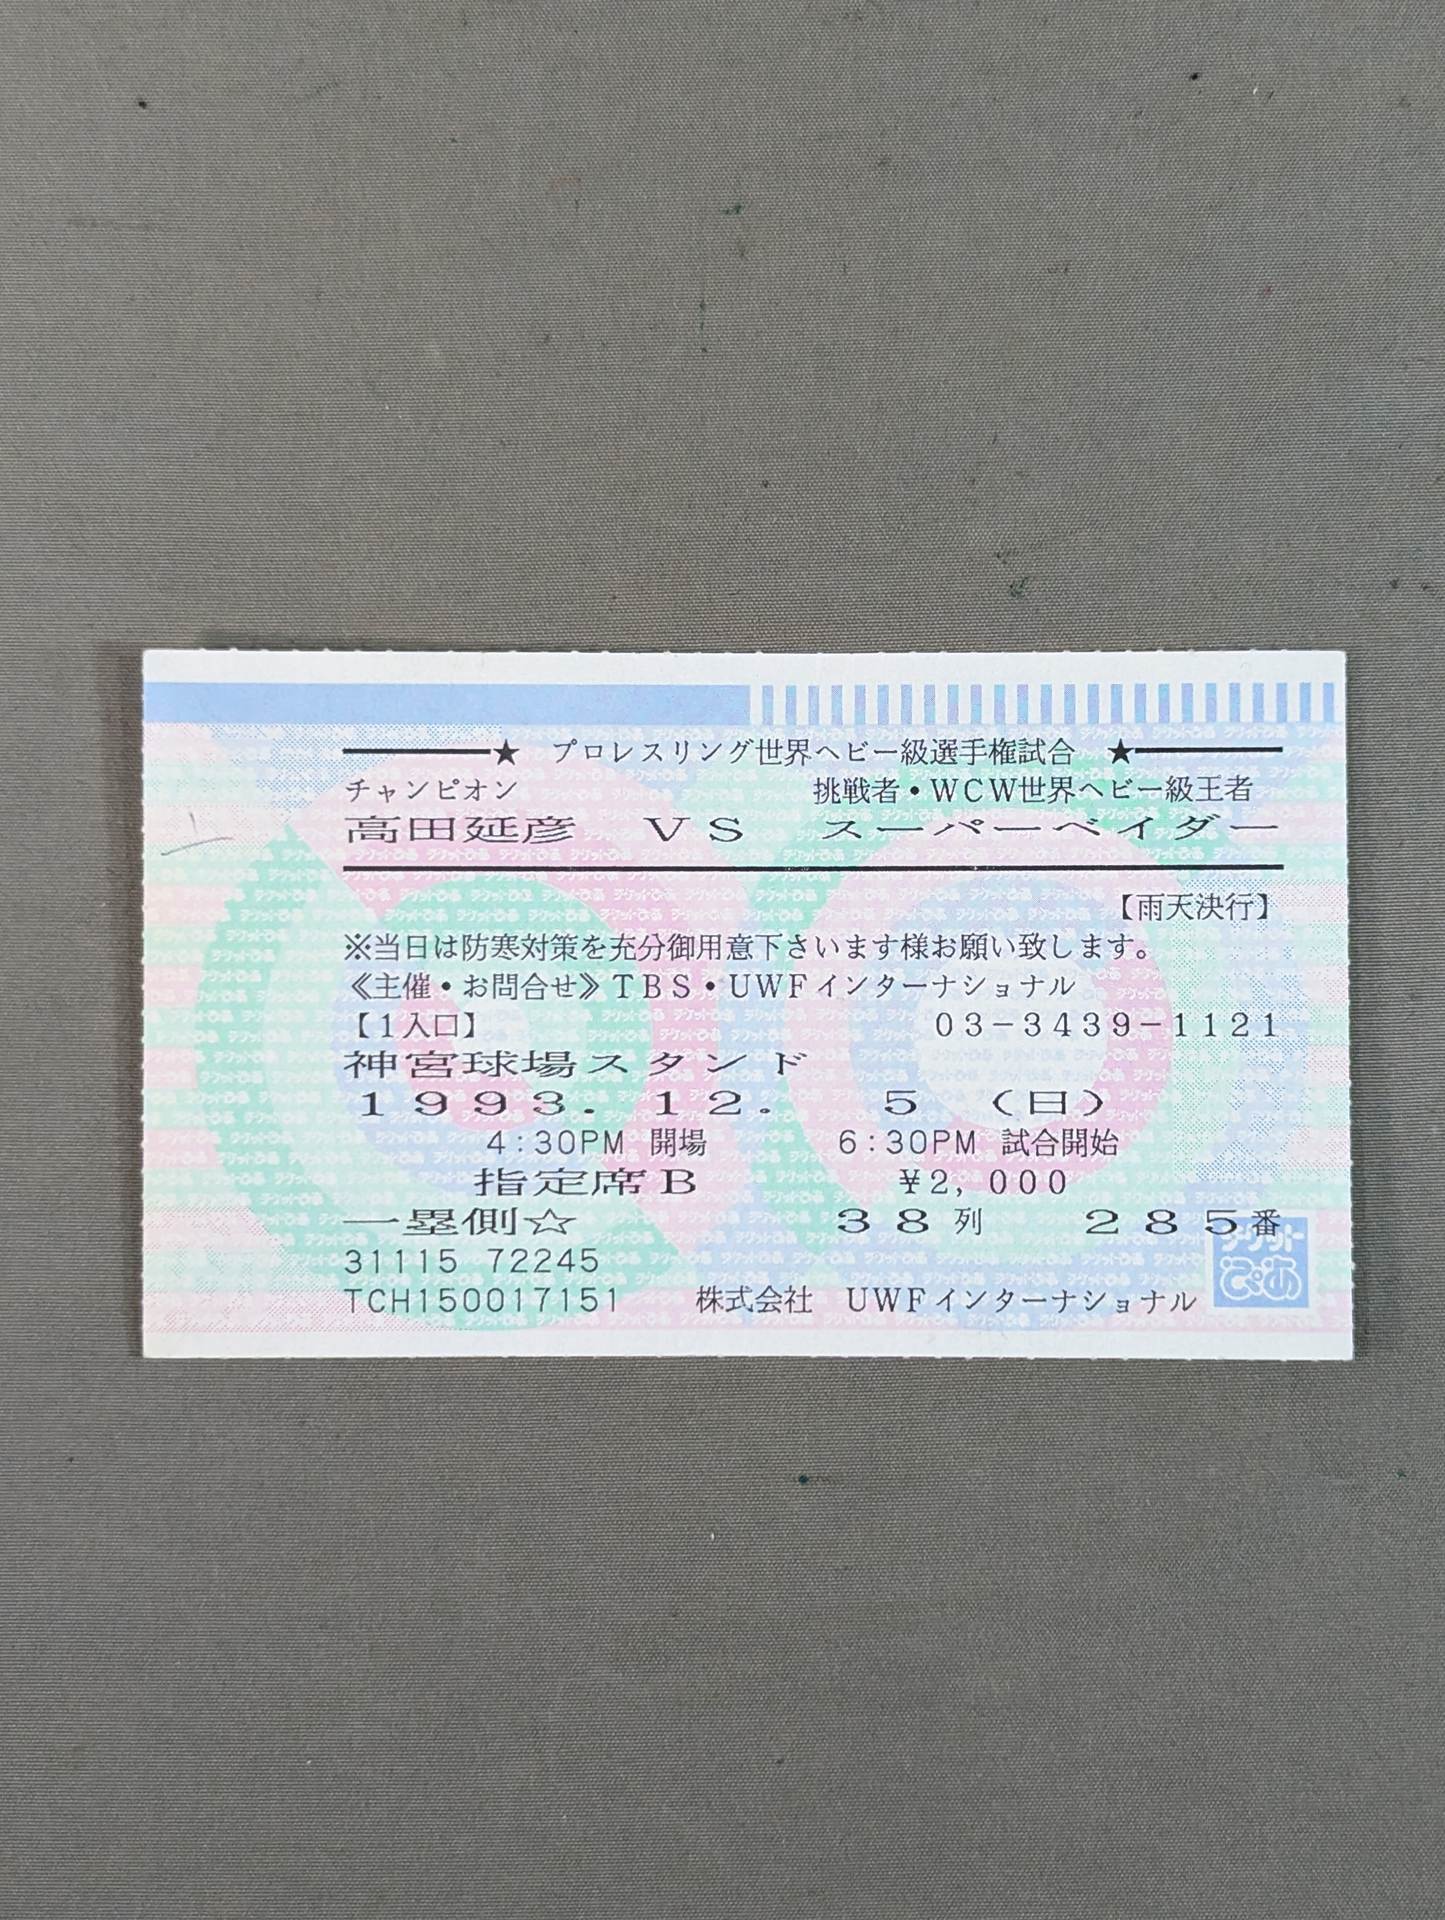 ★ プロレスリング世界ヘビー級選手権試合 ★
チャンピオン 挑戦者・WCW世界ヘビー級王者
高田延彦 VS スーパーベイダー
【雨天決行】
※当日は防寒対策を充分御用意下さいます様お願い致します。
《主催・お問合せ》TBS・UWFインターナショナル
【1入口】 03-3439-1121
神宮球場スタンド
1993. 12. 5 (日)
4:30PM 開場 6:30PM 試合開始
指定席B ¥2,000
一塁側☆ 38列 285番
31115 72245
TCH150017151 株式会社 UWFインターナショナル
チケットぴあ